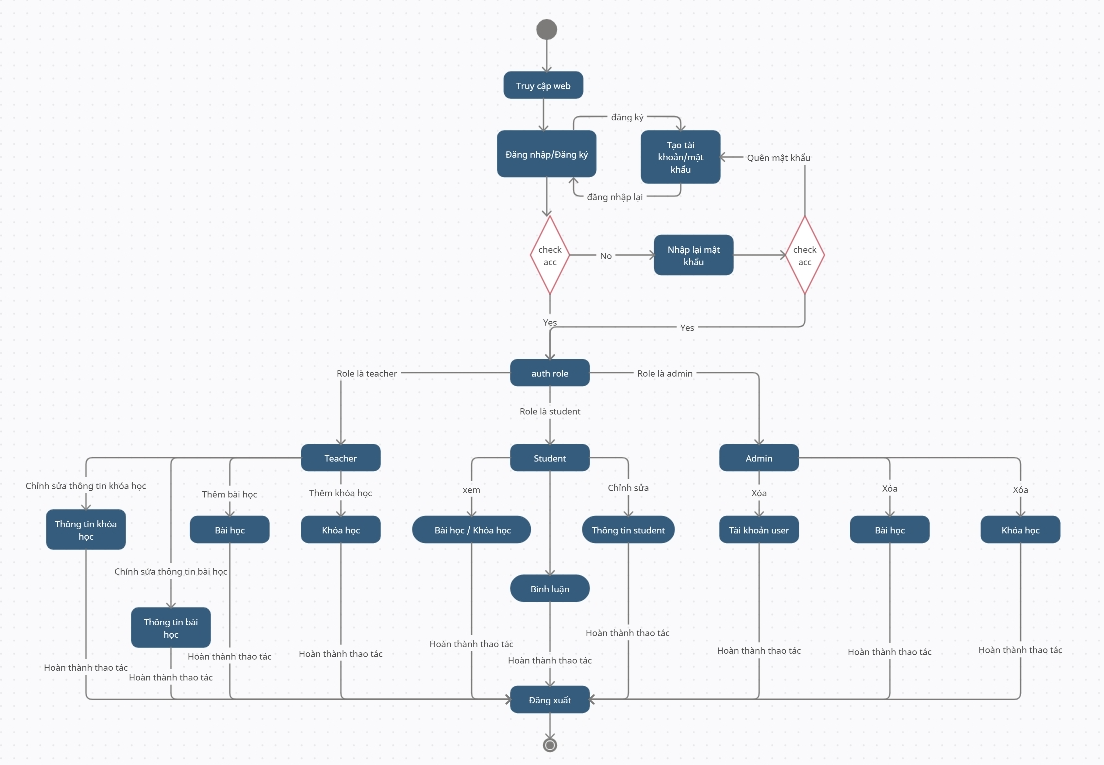 Truy cập web
đăng ký
Đăng nhập/Đăng ký
Tạo tài
khoản/mật
khẩu
Quên mật khẩu
đăng nhập lại
check
acc
No
Nhập lại mật
khẩu
check
acc
Yes
Yes
Role là teacher
auth role
Role là admin
Role là student
Teacher
Student
Admin
Chỉnh sửa thông tin khóa học
Thêm bài học
Thêm khóa học
xem
Chỉnh sửa
Xóa
Xóa
Xóa
Thông tin khóa
học
Bài học
Khóa học
Bài học / Khóa học
Thông tin student
Tài khoản user
Bài học
Khóa học
Chỉnh sửa thông tin bài học
Bình luận
Thông tin bài
học
Hoàn thành thao tác
Hoàn thành thao tác
Hoàn thành thao tác
Hoàn thành thao tác
Hoàn thành thao tác
Hoàn thành thao tác
Hoàn thành thao tác
Hoàn thành thao tác
Hoàn thành thao tác
Hoàn thành thao tác
Đăng xuất